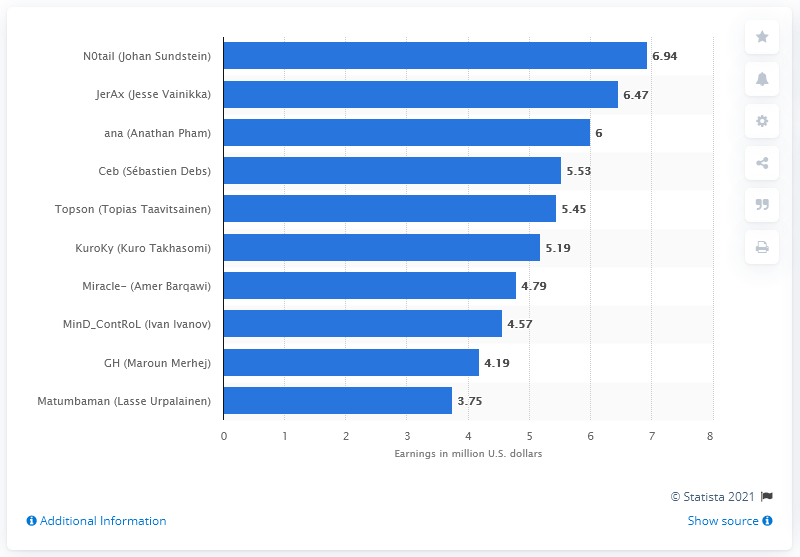 N0tail (Johan Sundstein) 6.94
JerAx (Jesse Vainikka) 6.47
ana (Anathan Pham) 6
Ceb (Sébastien Debs) 5.53
Topson (Topias Taavitsainen) 5.45
KuroKy (Kuro Takhasomi) 5.19
Miracle- (Amer Barqawi) 4.79
MinD_ContRoL (Ivan Ivanov) 4.57
GH (Maroun Merhej) 4.19
Matumbaman (Lasse Urpalainen) 3.75
0 1 2 3 4 5 6 7 8
Earnings in million U.S. dollars
© Statista 2021
Additional Information Show source